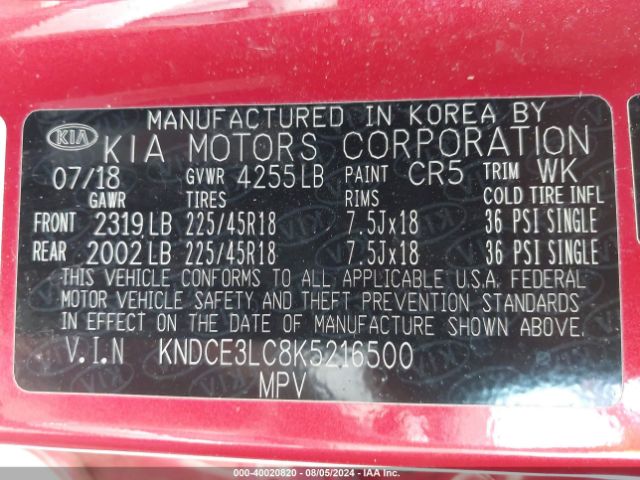 MANUFACTURED IN KOREA BY
KIA KIA MOTORS CORPORATION
07/18 GVWR 4255LB PAINT CR5 TRIM WK
GAWR TIRES RIMS COLD TIRE INFL
FRONT 2319LB 225/45R18 7.5Jx18 36 PSI SINGLE
REAR 2002LB 225/45R18 7.5Jx18 36 PSI SINGLE
THIS VEHICLE CONFORMS TO ALL APPLICABLE U.S.A. FEDERAL
MOTOR VEHICLE SAFETY AND THEFT PREVENTION STANDARDS
IN EFFECT ON THE DATE OF MANUFACTURE SHOWN ABOVE.
V.I.N KNDCE3LC8K5216500
MPV
000-40020820 - 08/05/2024 - IAA Inc.